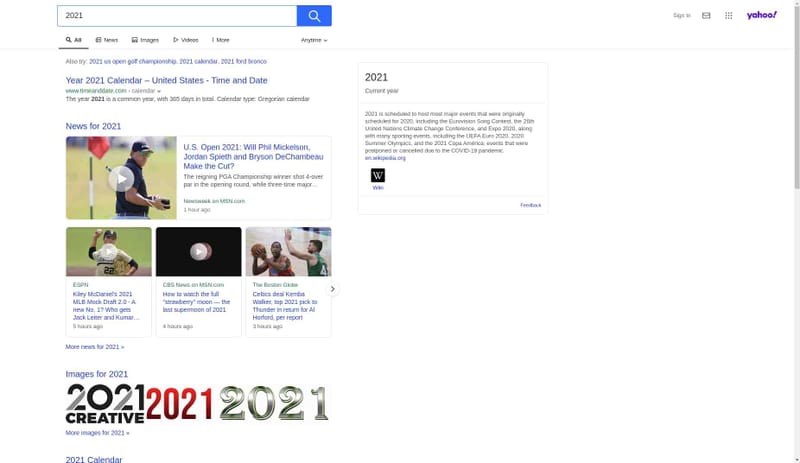 2021
Sign In
yahoo!
All
News
Images
Videos
More
Anytime
Also try: 2021 us open golf championship, 2021 calendar, 2021 ford bronco
Year 2021 Calendar – United States - Time and Date
www.timeanddate.com › calendar
The year 2021 is a common year, with 365 days in total. Calendar type: Gregorian calendar
News for 2021
U.S. Open 2021: Will Phil Mickelson,
Jordan Spieth and Bryson DeChambeau
Make the Cut?
The reigning PGA Championship winner shot 4-over
par in the opening round, while three-time major…
Newsweek on MSN.com
1 hour ago
ESPN
Kiley McDaniel's 2021
MLB Mock Draft 2.0 - A
new No. 1? Who gets
Jack Leiter and Kumar…
5 hours ago
CBS News on MSN.com
How to watch the full
"strawberry" moon — the
last supermoon of 2021
4 hours ago
The Boston Globe
Celtics deal Kemba
Walker, top 2021 pick to
Thunder in return for Al
Horford, per report
3 hours ago
More news for 2021 »
Images for 2021
2021
CREATIVE
2021
2021
More images for 2021 »
2021 Calendar
2021
Current year
2021 is scheduled to host most major events that were originally
scheduled for 2020, including the Eurovision Song Contest, the 26th
United Nations Climate Change Conference, and Expo 2020, along
with many sporting events, including the UEFA Euro 2020, 2020
Summer Olympics, and the 2021 Copa América; events that were
postponed or canceled due to the COVID-19 pandemic.
en.wikipedia.org
W
Wiki
Feedback